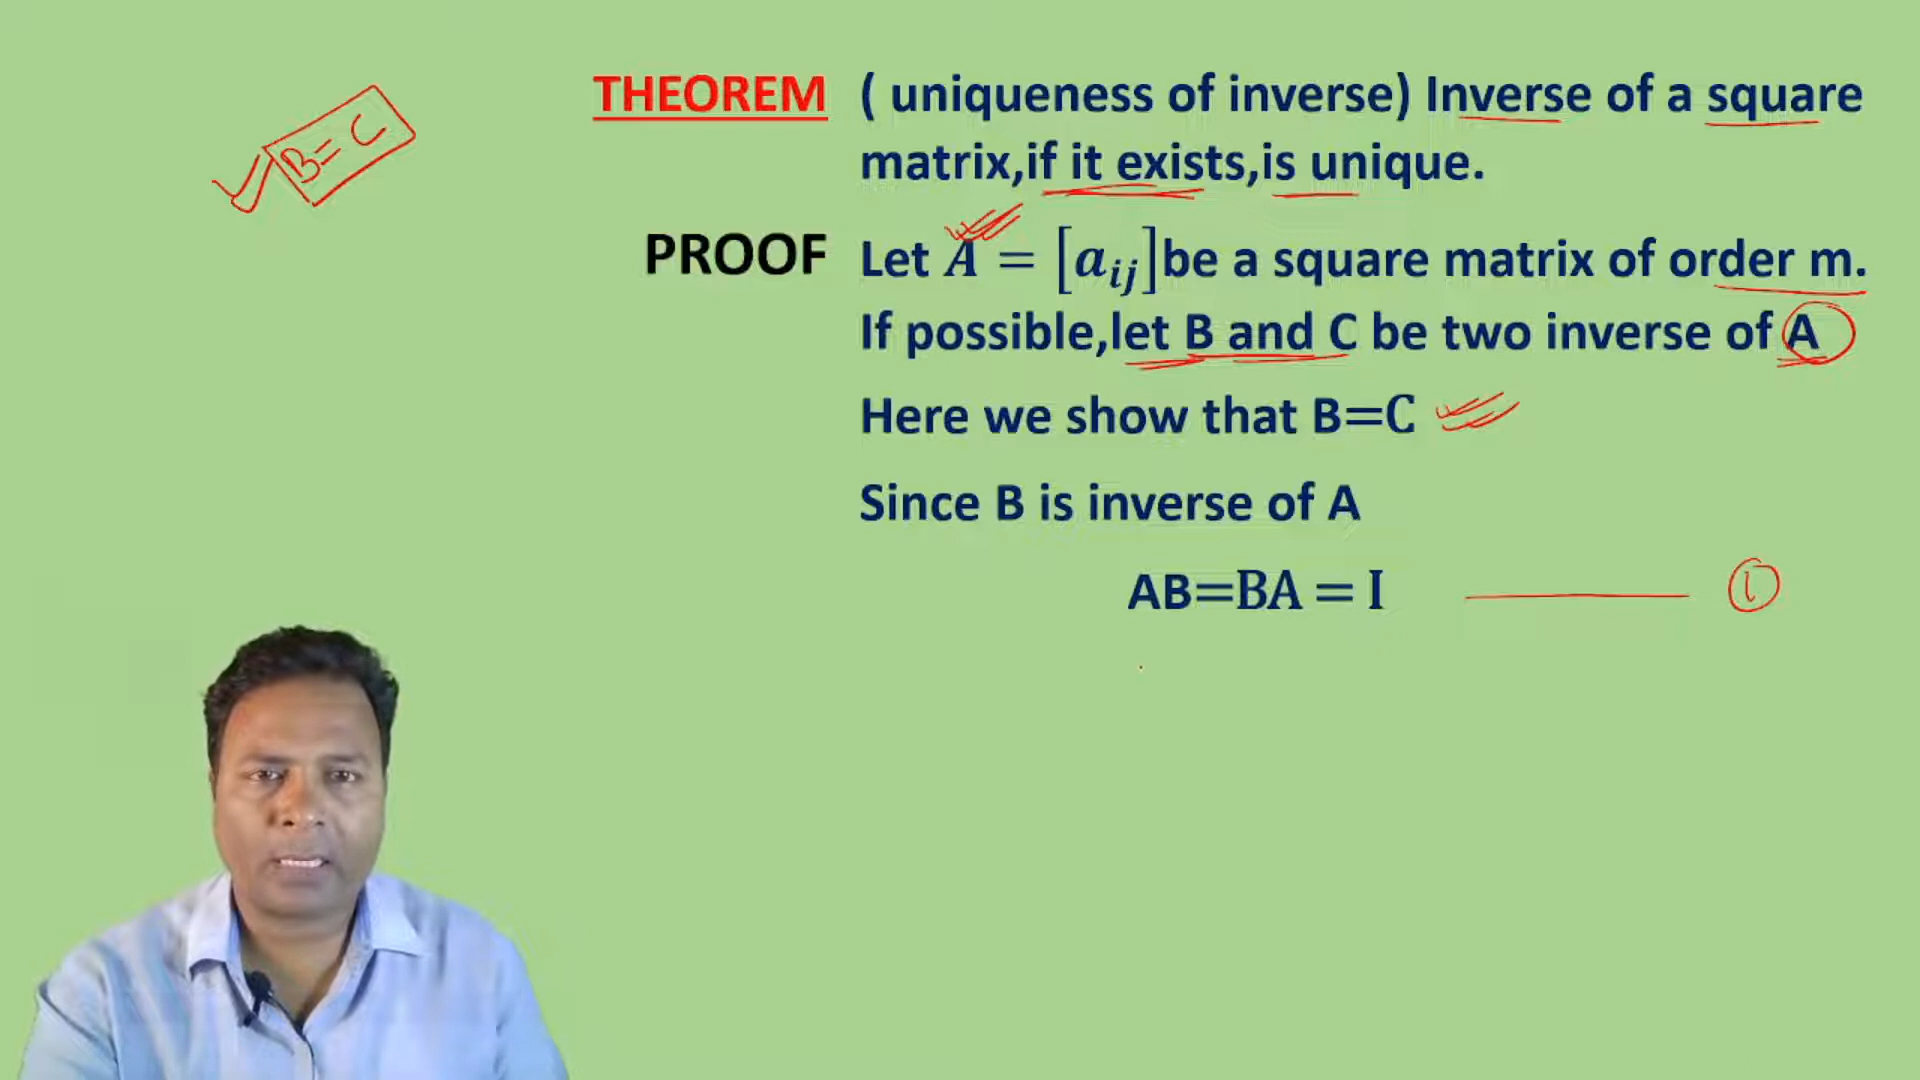 THEOREM ( uniqueness of inverse) Inverse of a square
matrix,if it exists,is unique.
B=C
PROOF Let A = [aij]be a square matrix of order m.
If possible,let B and C be two inverse of A
Here we show that B=C
Since B is inverse of A
AB=BA = I ——— 1